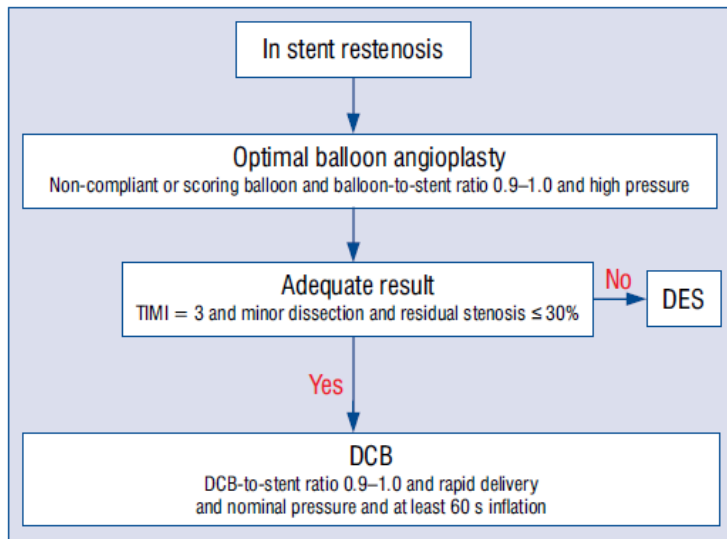 In stent restenosis
Optimal balloon angioplasty
Non-compliant or scoring balloon and balloon-to-stent ratio 0.9–1.0 and high pressure
Adequate result
TIMI = 3 and minor dissection and residual stenosis ≤ 30%
No
DES
Yes
DCB
DCB-to-stent ratio 0.9–1.0 and rapid delivery
and nominal pressure and at least 60 s inflation